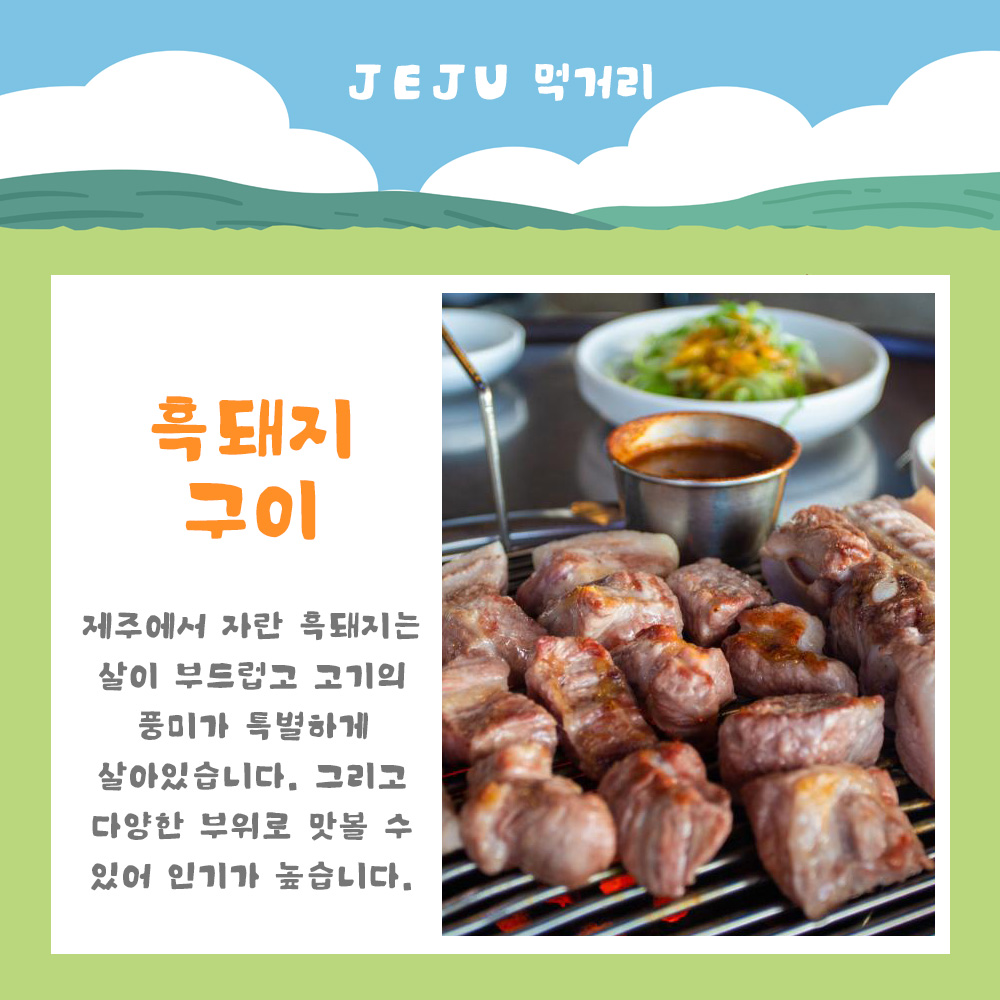 JEJU 먹거리
흑돼지
구이
제주에서 자란 흑돼지는
살이 부드럽고 고기의
풍미가 특별하게
살아있습니다. 그리고
다양한 부위로 맛볼 수
있어 인기가 높습니다.